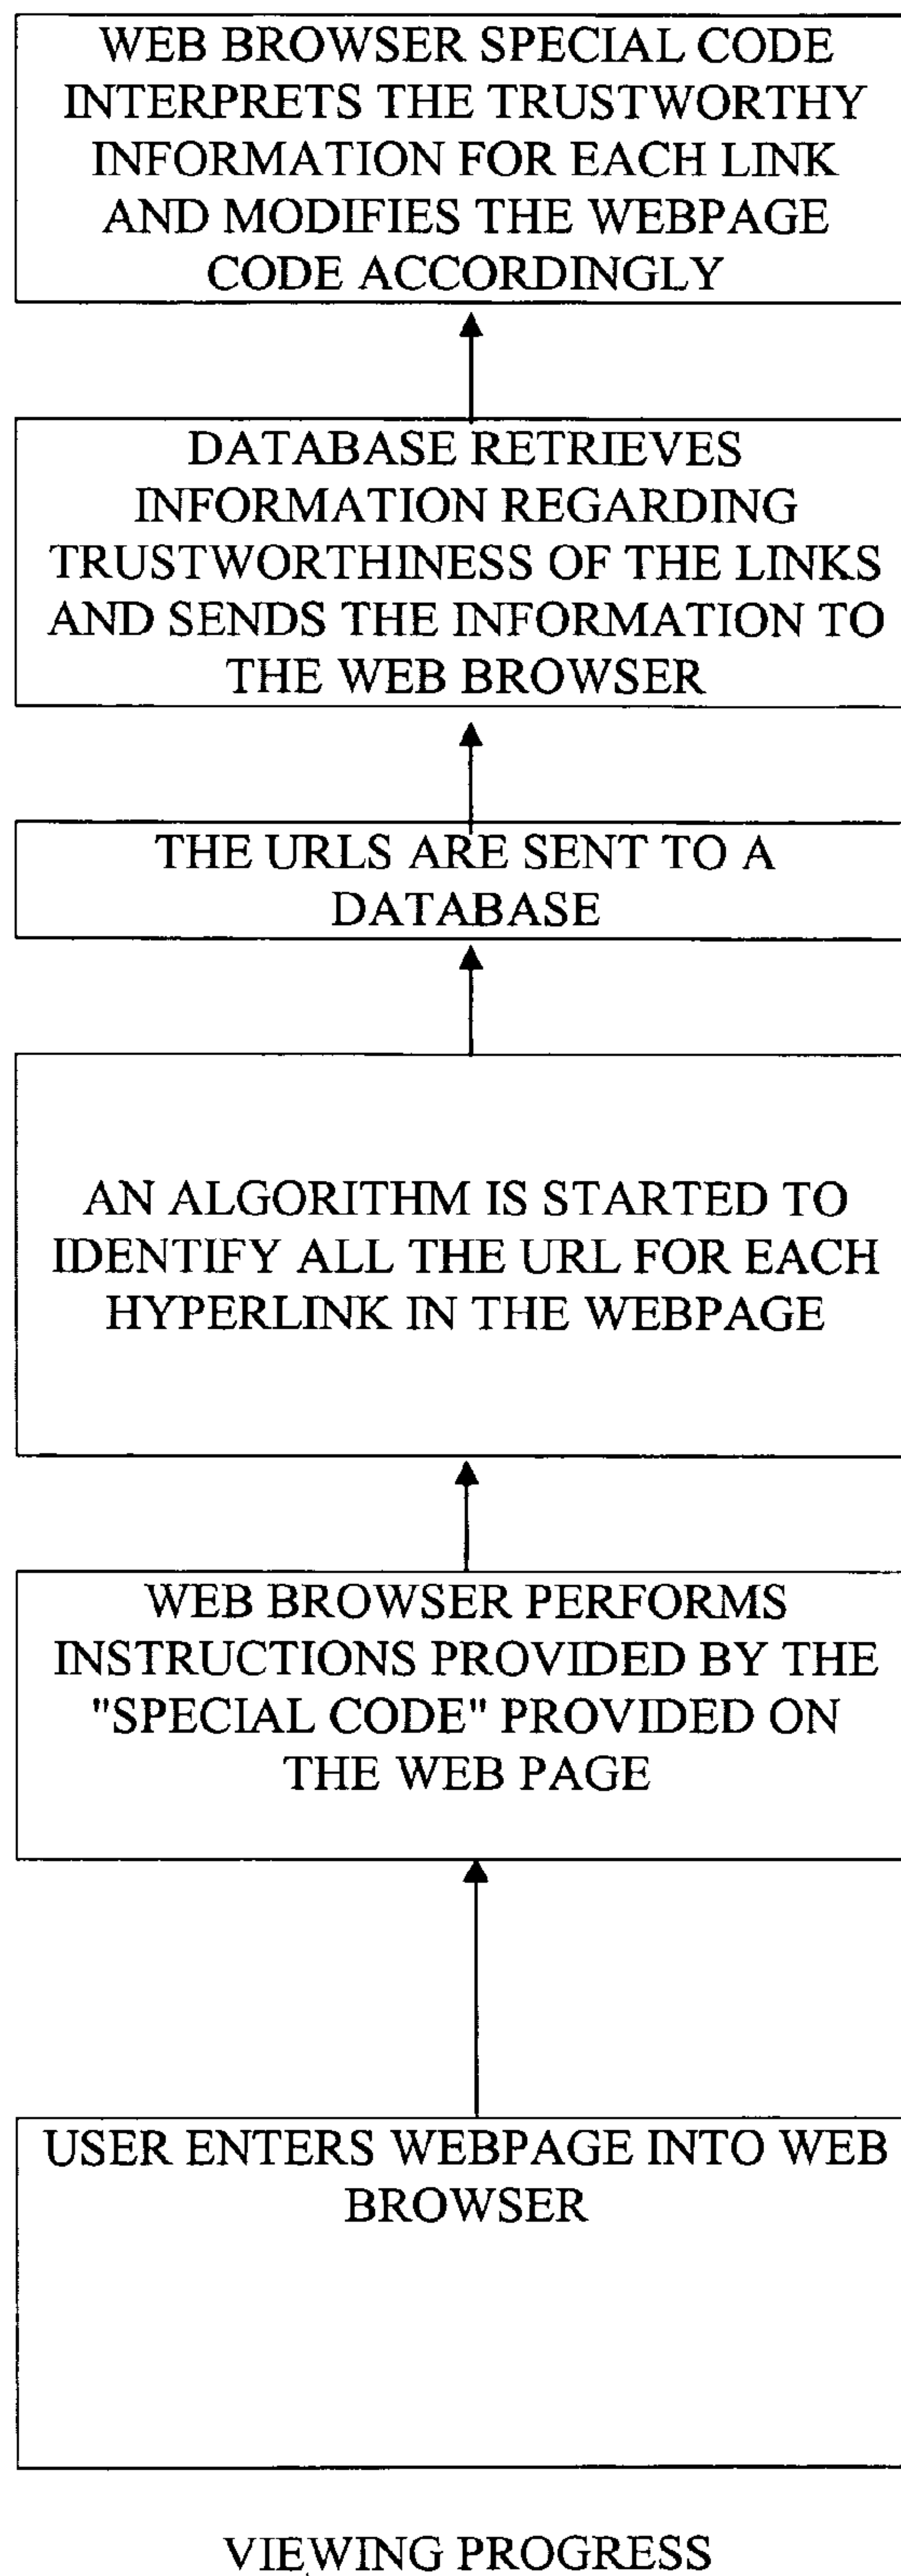 WEB BROWSER SPECIAL CODE
INTERPRETS THE TRUSTWORTHY
INFORMATION FOR EACH LINK
AND MODIFIES THE WEBPAGE
CODE ACCORDINGLY
DATABASE RETRIEVES
INFORMATION REGARDING
TRUSTWORTHINESS OF THE LINKS
AND SENDS THE INFORMATION TO
THE WEB BROWSER
THE URLS ARE SENT TO A
DATABASE
AN ALGORITHM IS STARTED TO
IDENTIFY ALL THE URL FOR EACH
HYPERLINK IN THE WEBPAGE
WEB BROWSER PERFORMS
INSTRUCTIONS PROVIDED BY THE
"SPECIAL CODE" PROVIDED ON
THE WEB PAGE
USER ENTERS WEBPAGE INTO WEB
BROWSER
VIEWING PROGRESS